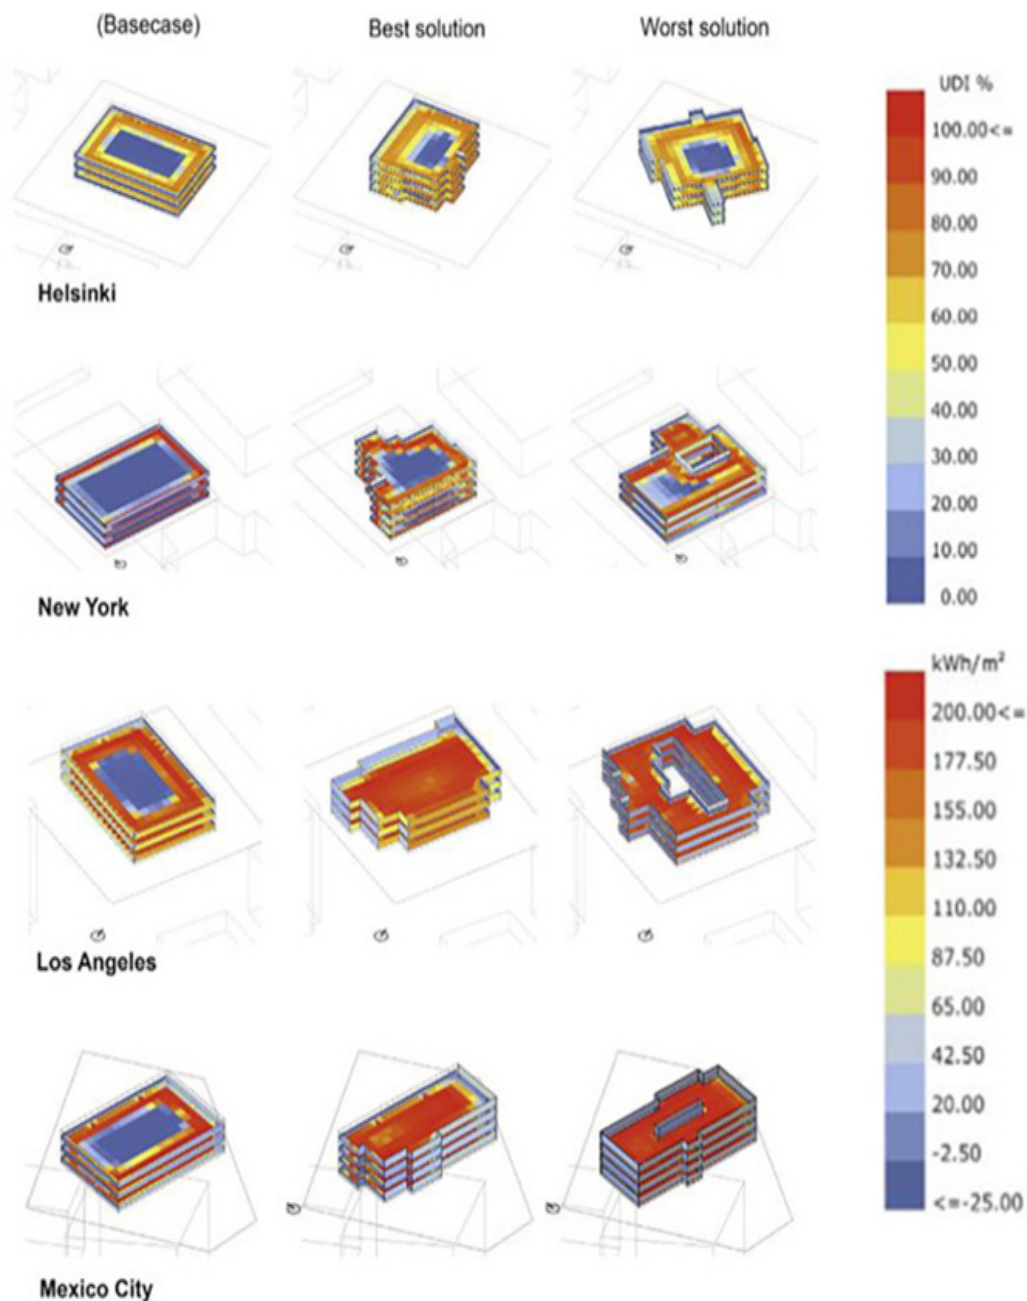 (Basecase)
Best solution
Worst solution
Helsinki
New York
Los Angeles
Mexico City
UDI %
100.00<=
90.00
80.00
70.00
60.00
50.00
40.00
30.00
20.00
10.00
0.00
kWh/m²
200.00<=
177.50
155.00
132.50
110.00
87.50
65.00
42.50
20.00
-2.50
<=-25.00